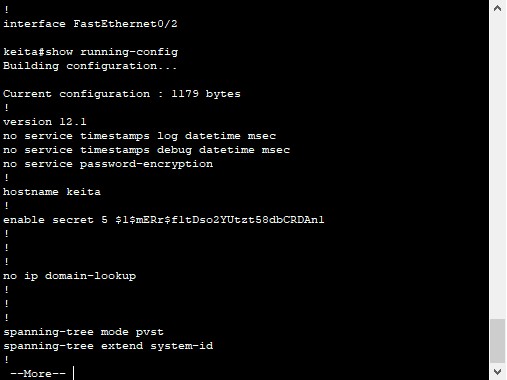 !
interface FastEthernet0/2
keita#show running-config
Building configuration...
Current configuration : 1179 bytes
!
version 12.1
no service timestamps log datetime msec
no service timestamps debug datetime msec
no service password-encryption
!
hostname keita
!
enable secret 5 $1$mERr$f1tDso2YUtzt58dbCRDAn1
!
!
!
no ip domain-lookup
!
!
!
spanning-tree mode pvst
spanning-tree extend system-id
!
--More--